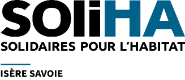 SOLiHA
SOLIDAIRES POUR L'HABITAT
ISÈRE SAVOIE